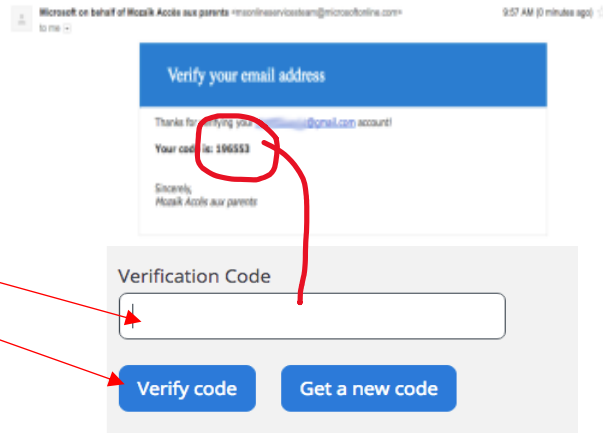 Microsoft on behalf of Mozaïk Accès aux parents <msonlineservicesteam@microsoftonline.com> 9:57 AM (0 minutes ago)
to me
Verify your email address
Thanks for verifying your @gmail.com account!
Your code is: 196553
Sincerely,
Mozaïk Accès aux parents
Verification Code
Verify code
Get a new code